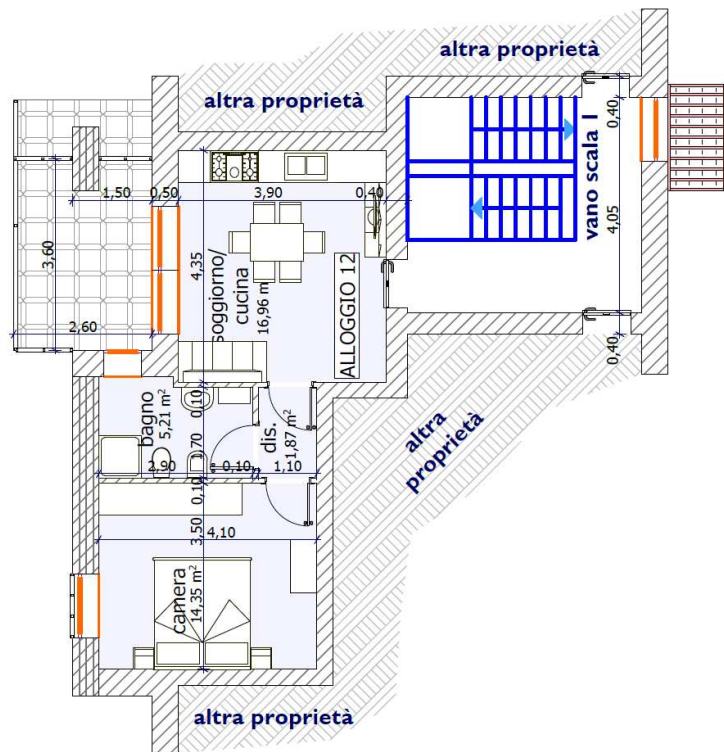 altra proprietà
altra proprietà
0,40
vano scala 1
4,05
0,40
1,50
0,50
3,90
0,40
3,60
2,60
4,35
soggiorno/
cucina
16,96 m²
ALLOGGIO 12
bagno
5,21 m²
0,10
1,70
dis.
1,87 m²
2,90
0,10
1,10
0,10
3,50
4,10
camera
14,35 m²
altra
proprietà
altra proprietà